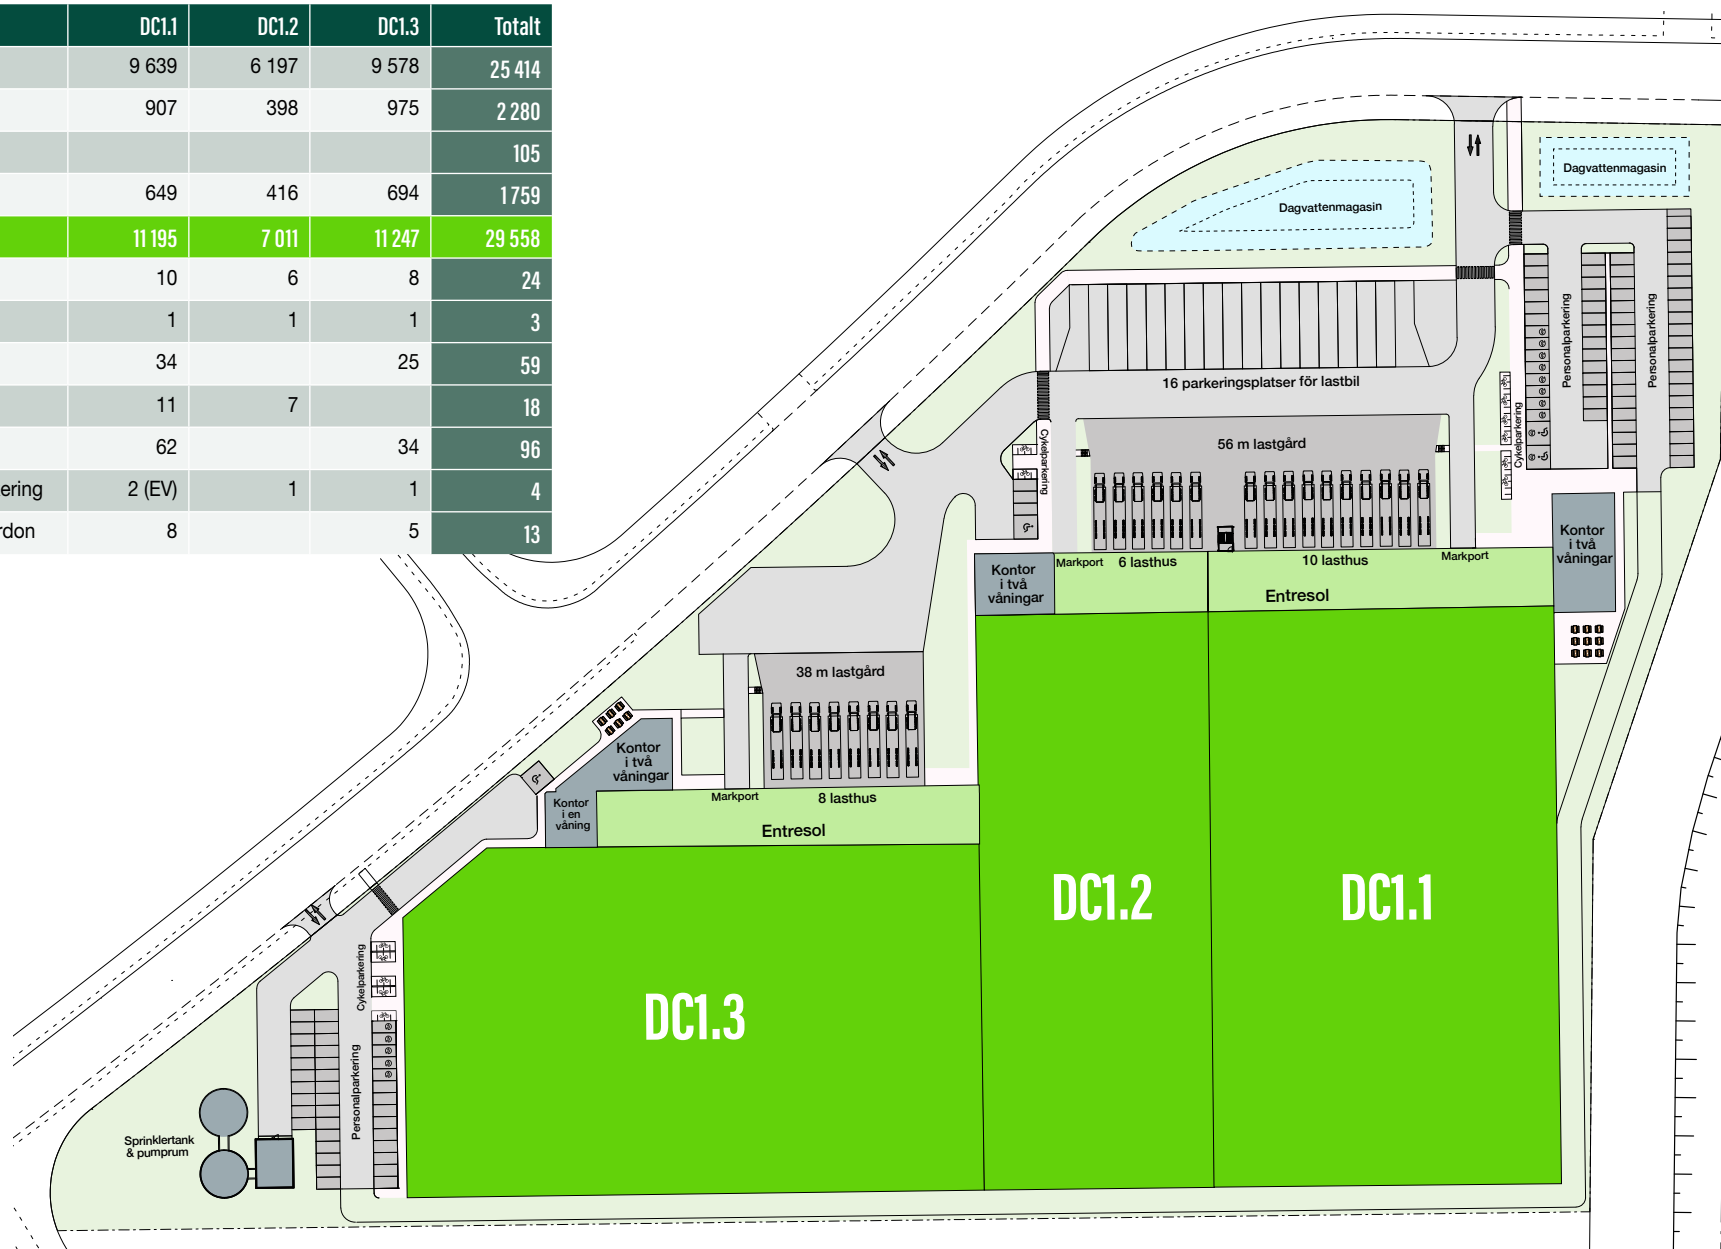 DC1.1 DC1.2 DC1.3 Totalt
9 639 6 197 9 578 25 414
907 398 975 2 280
105
649 416 694 1 759
11 195 7 011 11 247 29 558
10 6 8 24
1 1 1 3
34 25 59
11 7 18
62 34 96
ering 2 (EV) 1 1 4
rdon 8 5 13
Dagvattenmagasin
Dagvattenmagasin
Personalparkering
Personalparkering
16 parkeringsplatser för lastbil
Cykelparkering
Cykelparkering
56 m lastgård
Kontor
i två
våningar
Kontor
i två
våningar
Markport
6 lasthus
10 lasthus
Markport
Entresol
38 m lastgård
Kontor
i två
våningar
Kontor
i en
våning
Markport
8 lasthus
Entresol
DC1.2
DC1.1
DC1.3
Cykelparkering
Personalparkering
Sprinklertank
& pumprum